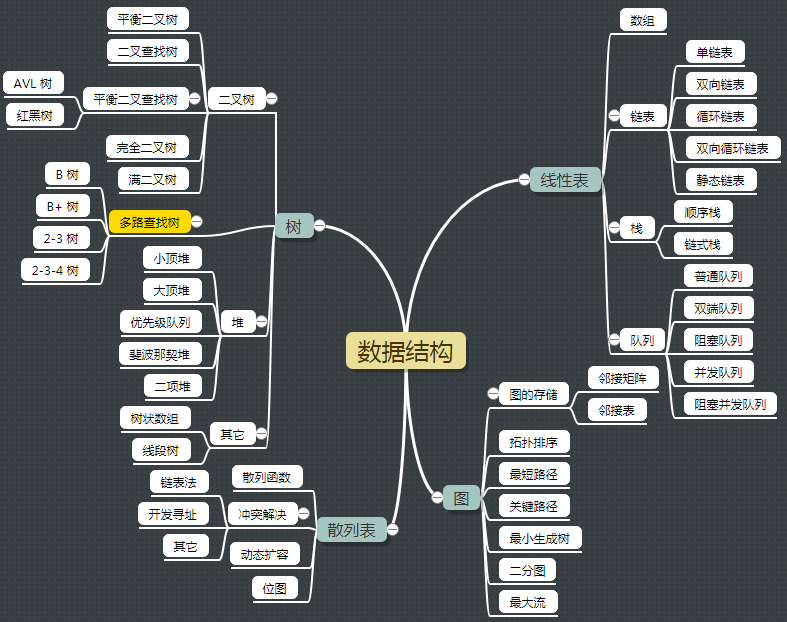 数据结构
线性表
数组
链表
单链表
双向链表
循环链表
双向循环链表
静态链表
栈
顺序栈
链式栈
队列
普通队列
双端队列
阻塞队列
并发队列
阻塞并发队列
图
图的存储
邻接矩阵
邻接表
拓扑排序
最短路径
关键路径
最小生成树
二分图
最大流
树
二叉树
平衡二叉树
二叉查找树
平衡二叉查找树
AVL 树
红黑树
完全二叉树
满二叉树
多路查找树
B 树
B+ 树
2-3 树
2-3-4 树
堆
小顶堆
大顶堆
优先级队列
斐波那契堆
二项堆
其它
树状数组
线段树
散列表
散列函数
冲突解决
链表法
开发寻址
其它
动态扩容
位图